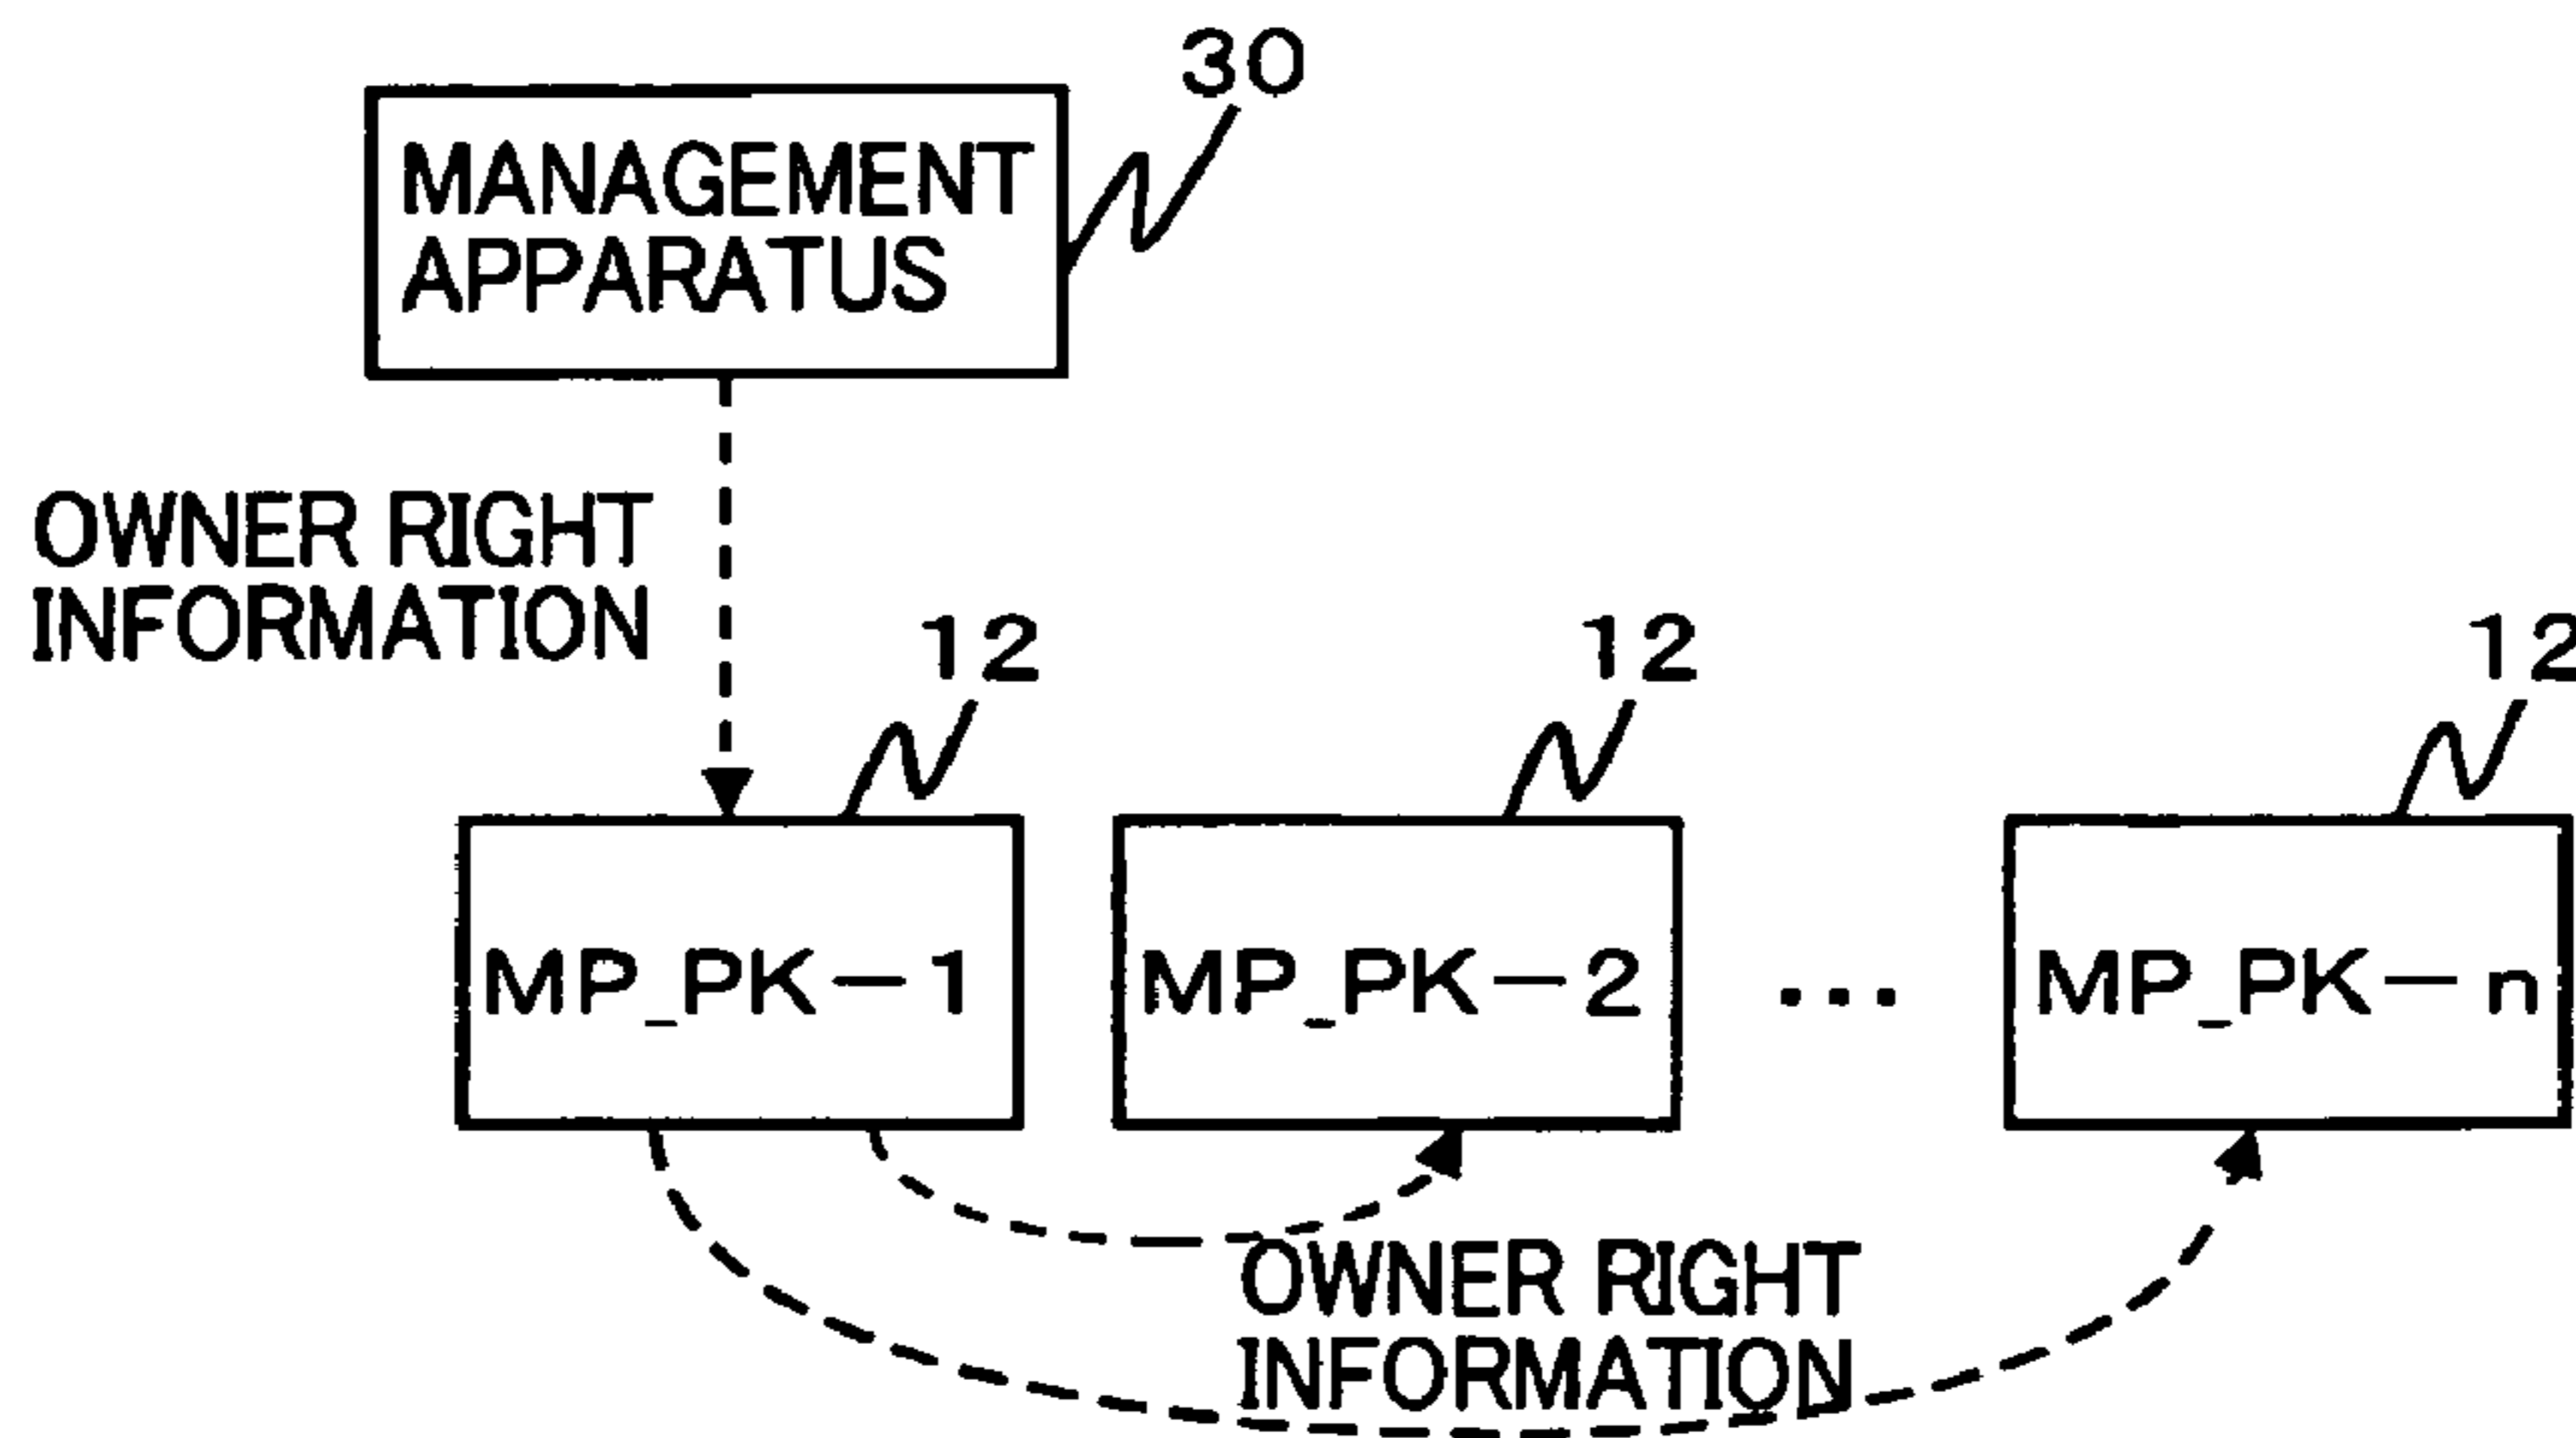 30
MANAGEMENT
APPARATUS
OWNER RIGHT
INFORMATION
12
12
12
MP_PK-1
MP_PK-2
...
MP_PK-n
OWNER RIGHT
INFORMATION